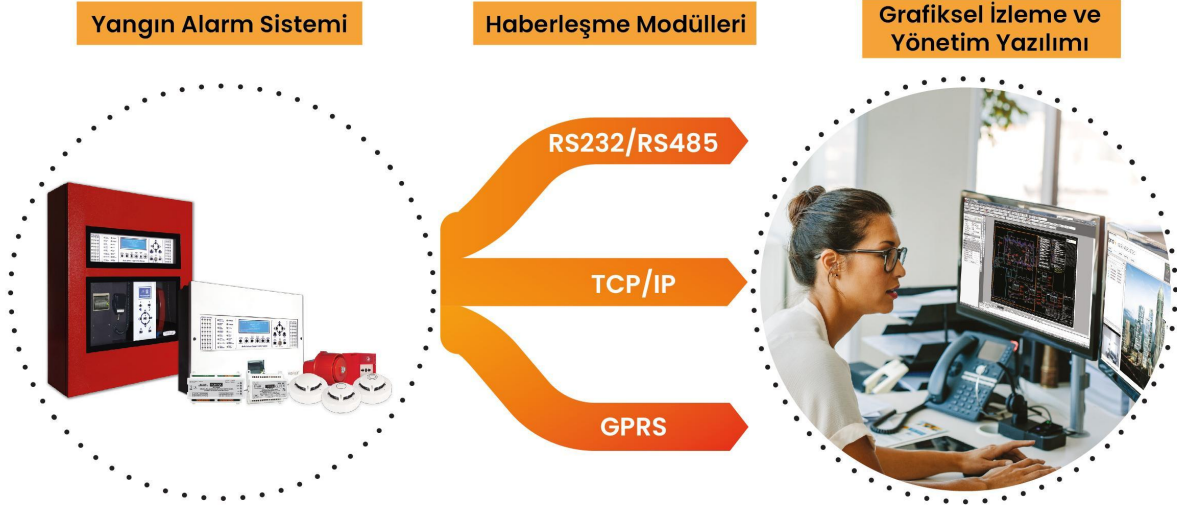 Yangın Alarm Sistemi
Haberleşme Modülleri
Grafiksel İzleme ve
Yönetim Yazılımı
RS232/RS485
TCP/IP
GPRS